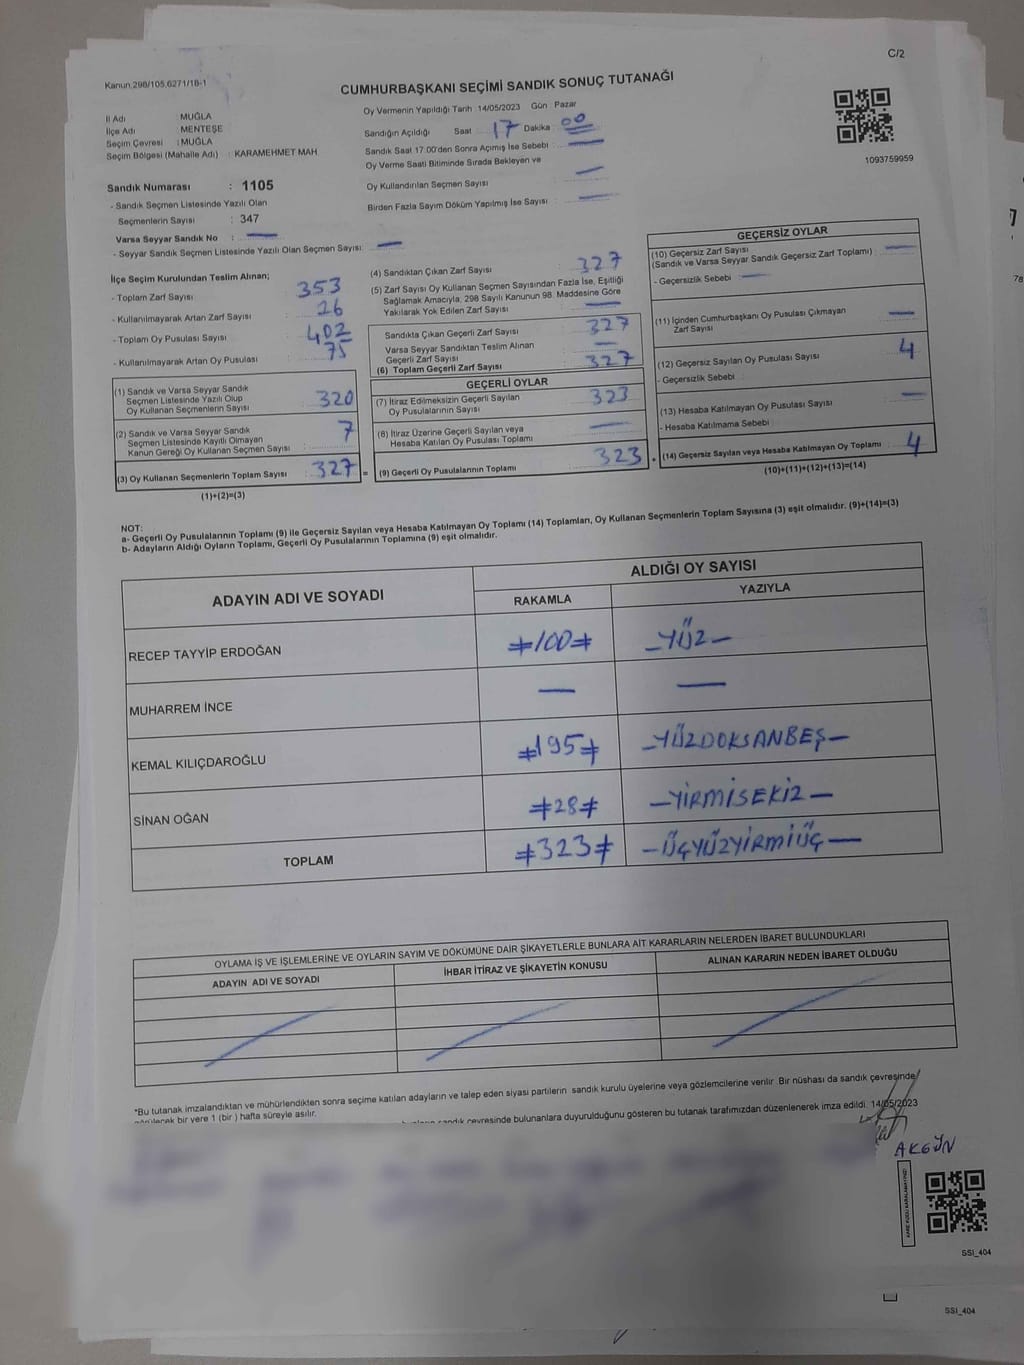 C/2
Kanun.298/105.6271/18-1
CUMHURBAŞKANI SEÇİMİ SANDIK SONUÇ TUTANAĞI
İl Adı MUĞLA
İlçe Adı : MENTEŞE
Seçim Çevresi : MUĞLA
Seçim Bölgesi (Mahalle Adı) : KARAMEHMET MAH.
Sandık Numarası : 1105
- Sandık Seçmen Listesinde Yazılı Olan
Seçmenlerin Sayısı : 347
Varsa Seyyar Sandık No : —
- Seyyar Sandık Seçmen Listesinde Yazılı Olan Seçmen Sayısı: —
Oy Vermenin Yapıldığı Tarih 14/05/2023 Gün Pazar
Sandığın Açıldığı Saat 17 Dakika 00
Sandık Saat 17.00'den Sonra Açımış İse Sebebi : —
Oy Verme Saati Bitiminde Sırada Bekleyen ve
Oy Kullandırılan Seçmen Sayısı —
Birden Fazla Sayım Döküm Yapılmış İse Sayısı : —
1093759959
İlçe Seçim Kurulundan Teslim Alınan;
- Toplam Zarf Sayısı : 353
- Kullanılmayarak Artan Zarf Sayısı : 26
- Toplam Oy Pusulası Sayısı : 402
- Kullanılmayarak Artan Oy Pusulası : 75
(1) Sandık ve Varsa Seyyar Sandık
Seçmen Listesinde Yazılı Olup
Oy Kullanan Seçmenlerin Sayısı : 320
(2) Sandık ve Varsa Seyyar Sandık
Seçmen Listesinde Kayıtlı Olmayan
Kanun Gereği Oy Kullanan Seçmen Sayısı : 7
(3) Oy Kullanan Seçmenlerin Toplam Sayısı : 327 =
(1)+(2)=(3)
(4) Sandıktan Çıkan Zarf Sayısı : 327
(5) Zarf Sayısı Oy Kullanan Seçmen Sayısından Fazla İse, Eşitliği
Sağlamak Amacıyla, 298 Sayılı Kanunun 98. Maddesine Göre
Yakılarak Yok Edilen Zarf Sayısı : —
Sandıkta Çıkan Geçerli Zarf Sayısı : 327
Varsa Seyyar Sandıktan Teslim Alınan
Geçerli Zarf Sayısı : —
(6) Toplam Geçerli Zarf Sayısı : 327
GEÇERLİ OYLAR
(7) İtiraz Edilmeksizin Geçerli Sayılan
Oy Pusulalarının Sayısı : 323
(8) İtiraz Üzerine Geçerli Sayılan veya
Hesaba Katılan Oy Pusulası Toplamı : —
(9) Geçerli Oy Pusulalarının Toplamı : 323 +
GEÇERSİZ OYLAR
(10) Geçersiz Zarf Sayısı
(Sandık ve Varsa Seyyar Sandık Geçersiz Zarf Toplamı) : —
- Geçersizlik Sebebi : —
(11) İçinden Cumhurbaşkanı Oy Pusulası Çıkmayan
Zarf Sayısı : —
(12) Geçersiz Sayılan Oy Pusulası Sayısı : 4
- Geçersizlik Sebebi :
(13) Hesaba Katılmayan Oy Pusulası Sayısı : —
- Hesaba Katılmama Sebebi :
(14) Geçersiz Sayılan veya Hesaba Katılmayan Oy Toplamı : 4
(10)+(11)+(12)+(13)=(14)
NOT:
a- Geçerli Oy Pusulalarının Toplamı (9) ile Geçersiz Sayılan veya Hesaba Katılmayan Oy Toplamı (14) Toplamları, Oy Kullanan Seçmenlerin Toplam Sayısına (3) eşit olmalıdır. (9)+(14)=(3)
b- Adayların Aldığı Oyların Toplamı, Geçerli Oy Pusulalarının Toplamına (9) eşit olmalıdır.
ADAYIN ADI VE SOYADI ALDIĞI OY SAYISI
RAKAMLA YAZIYLA
RECEP TAYYİP ERDOĞAN ≠100≠ -YÜZ-
MUHARREM İNCE — —
KEMAL KILIÇDAROĞLU ≠195≠ -YÜZDOKSANBEŞ-
SİNAN OĞAN ≠28≠ -YİRMİSEKİZ-
TOPLAM ≠323≠ -ÜÇYÜZYİRMİÜÇ-
OYLAMA İŞ VE İŞLEMLERİNE VE OYLARIN SAYIM VE DÖKÜMÜNE DAİR ŞİKAYETLERLE BUNLARA AİT KARARLARIN NELERDEN İBARET BULUNDUKLARI
ADAYIN ADI VE SOYADI İHBAR İTİRAZ VE ŞİKAYETİN KONUSU ALINAN KARARIN NEDEN İBARET OLDUĞU
*Bu tutanak imzalandıktan ve mühürlendikten sonra seçime katılan adayların ve talep eden siyasi partilerin sandık kurulu üyelerine veya gözlemcilerine verilir. Bir nüshası da sandık çevresinde
görülecek bir yere 1 (bir) hafta süreyle asılır.
sandık çevresinde bulunanlara duyurulduğunu gösteren bu tutanak tarafımızdan düzenlenerek imza edildi. 14/05/2023
AKGÜN
SSI_404
SSI_404
78